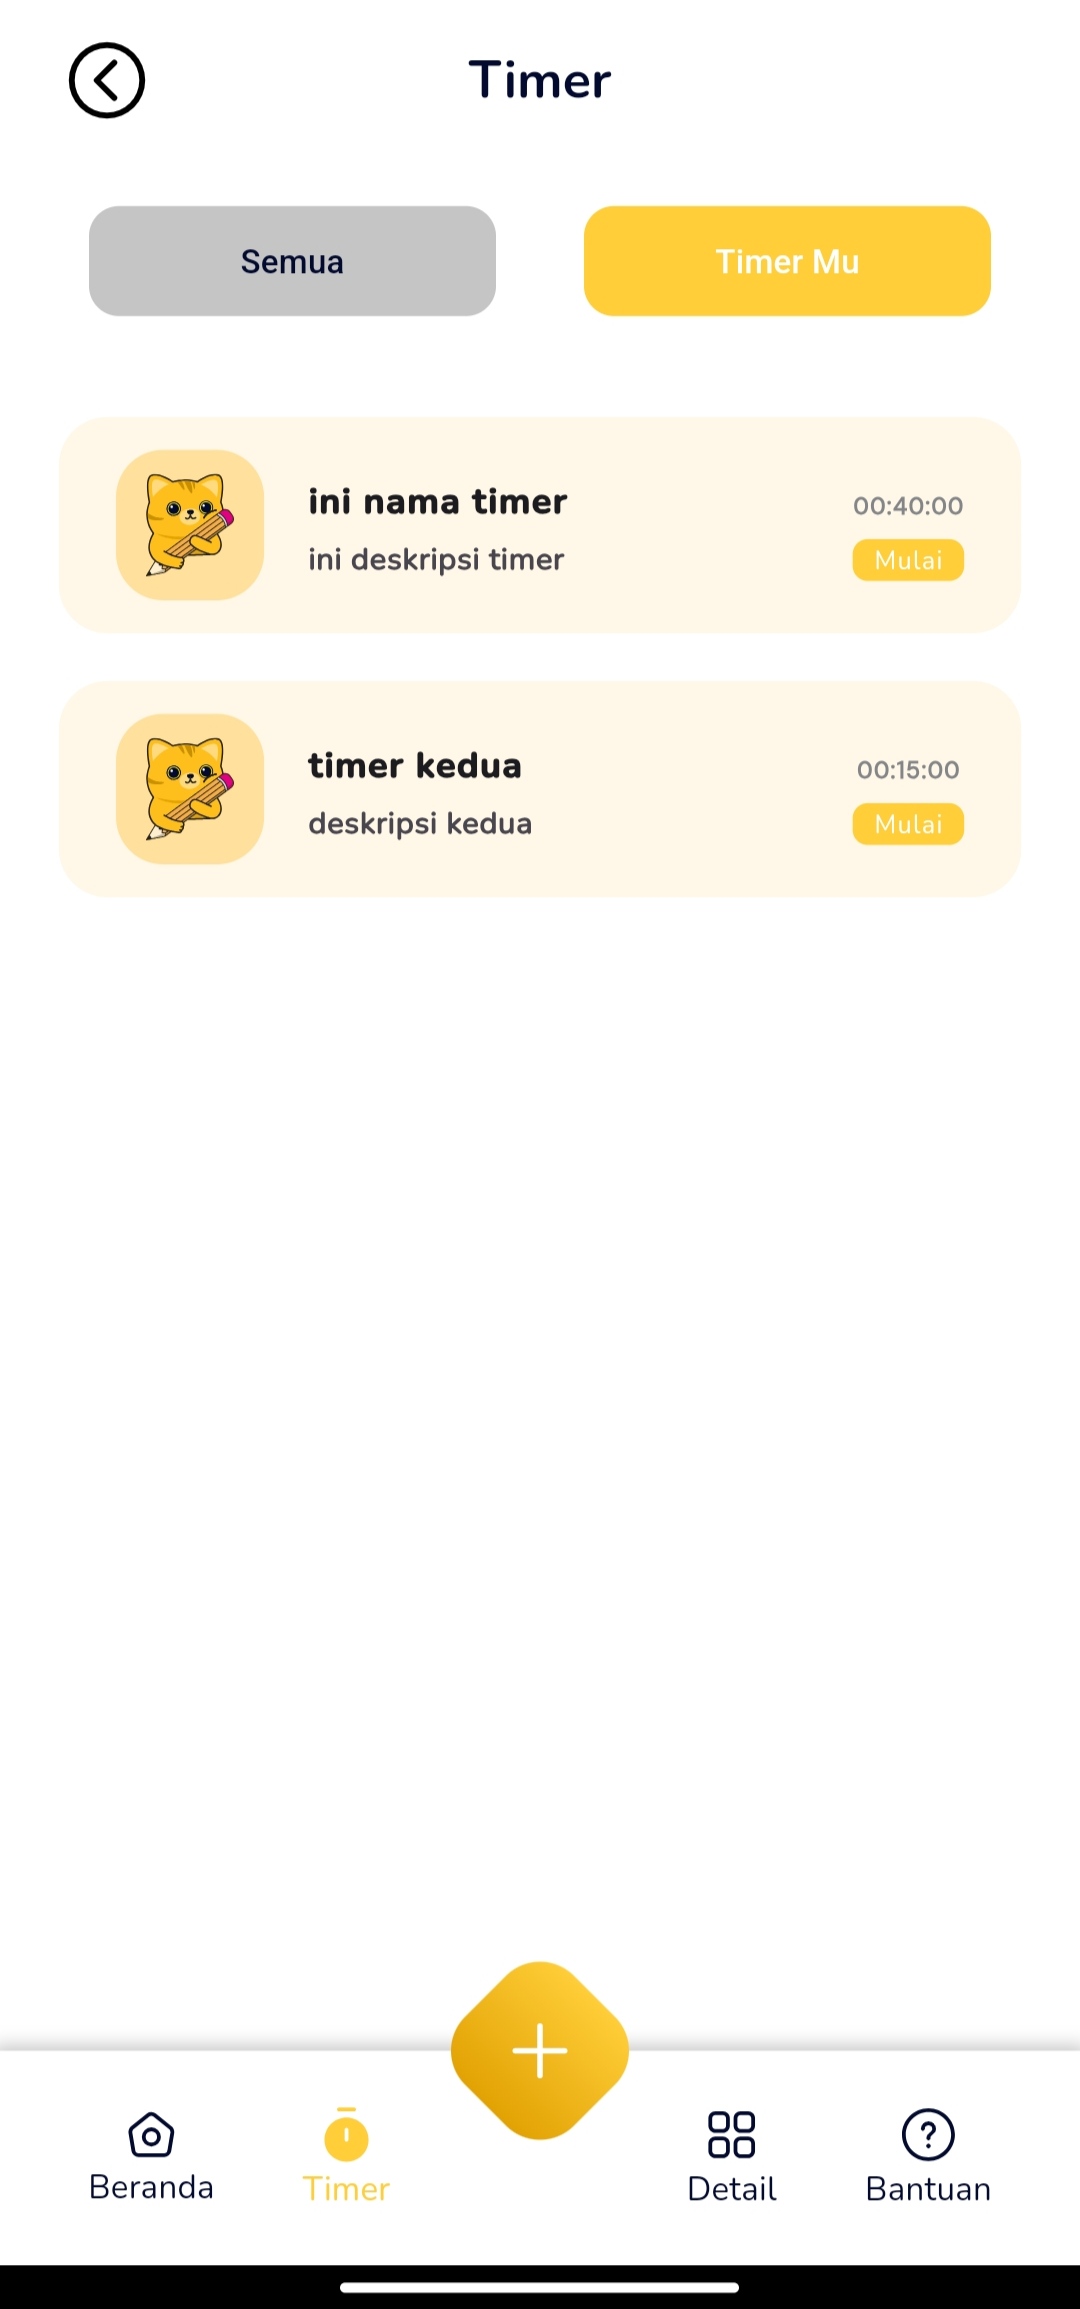 Timer
Semua
Timer Mu
ini nama timer
ini deskripsi timer
00:40:00
Mulai
timer kedua
deskripsi kedua
00:15:00
Mulai
Beranda
Timer
Detail
Bantuan